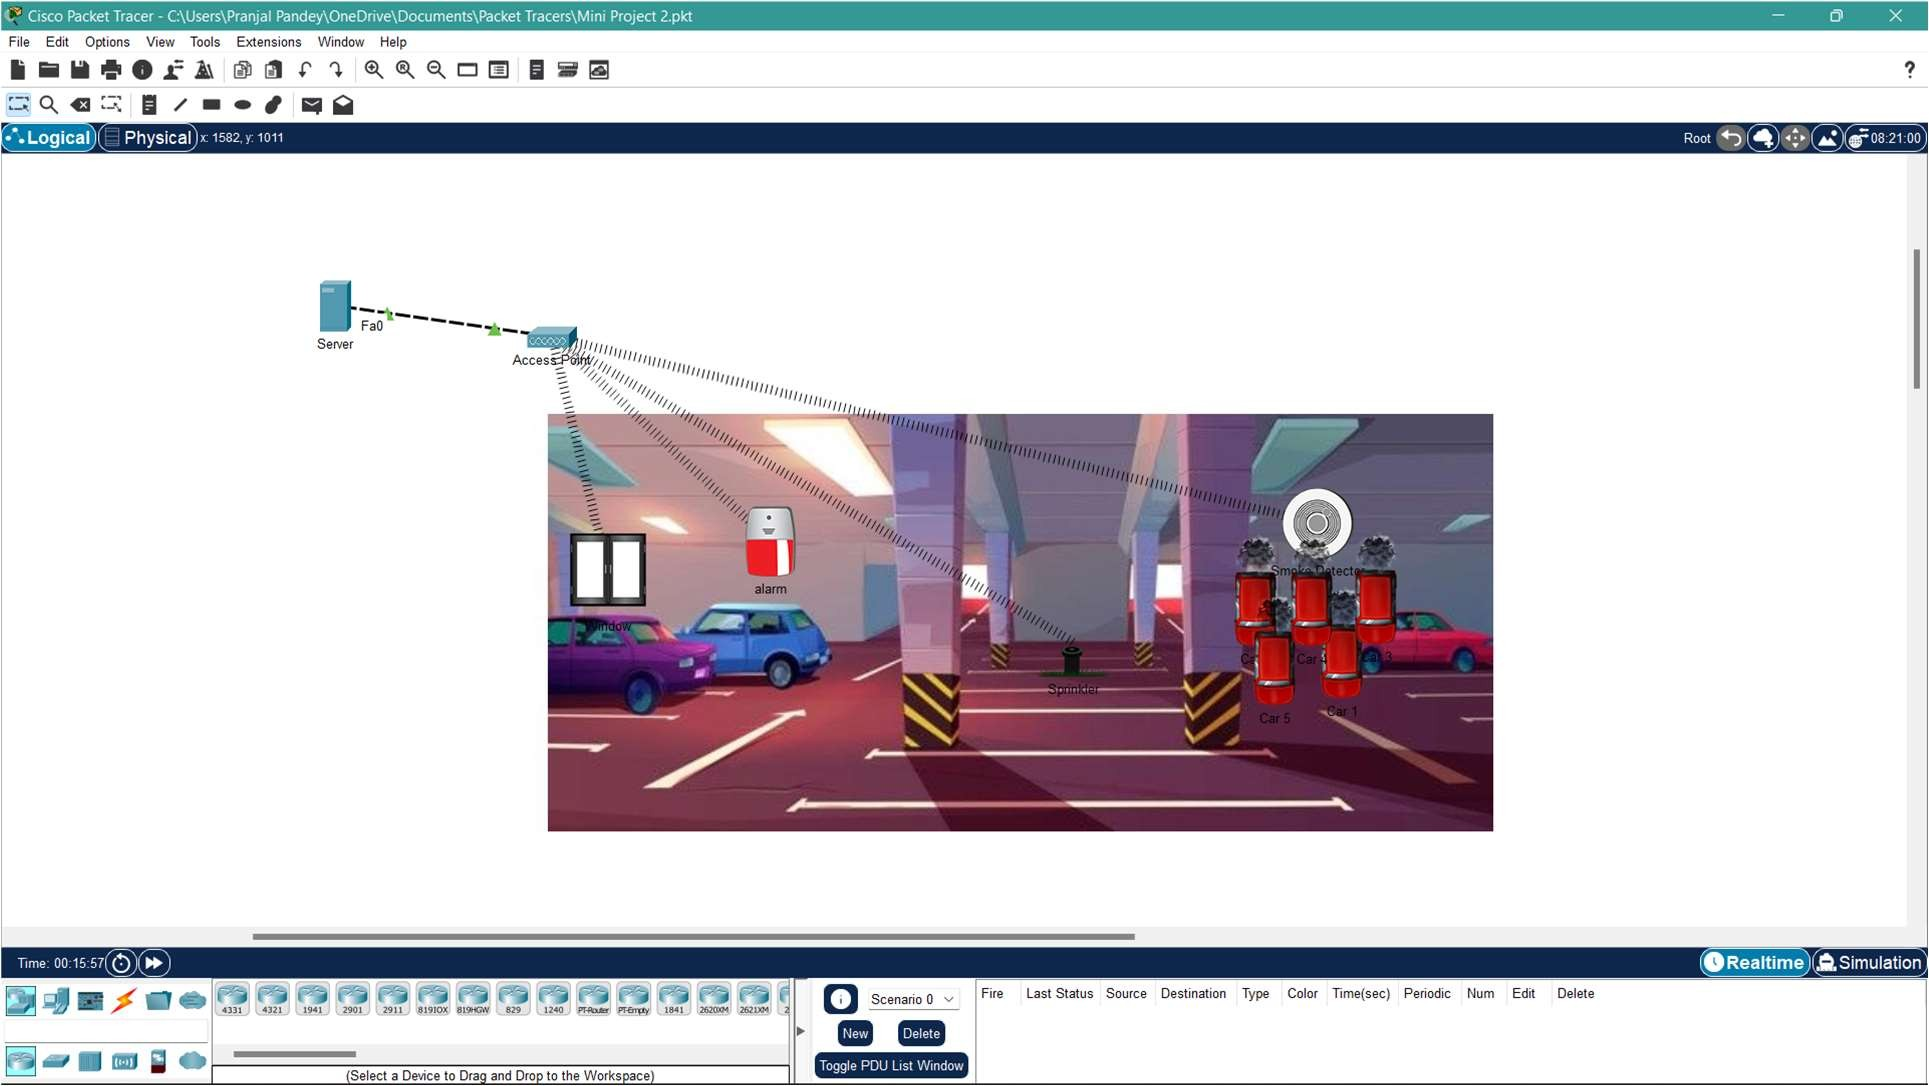 Cisco Packet Tracer - C:\Users\Pranjal Pandey\OneDrive\Documents\Packet Tracers\Mini Project 2.pkt
File Edit Options View Tools Extensions Window Help
?
Logical Physical x: 1582, y: 1011 Root 08:21:00
Fa0
Server
Access Point
Smoke Detector
alarm
Window
Car 4 Car 3
Sprinkler
Car 5 Car 1
Time: 00:15:57 Realtime Simulation
4331 4321 1941 2901 2911 819IOX 819HGW 829 1240 PT-Router PT-Empty 1841 2620XM 2621XM
(Select a Device to Drag and Drop to the Workspace)
Scenario 0
New Delete
Toggle PDU List Window
Fire Last Status Source Destination Type Color Time(sec) Periodic Num Edit Delete